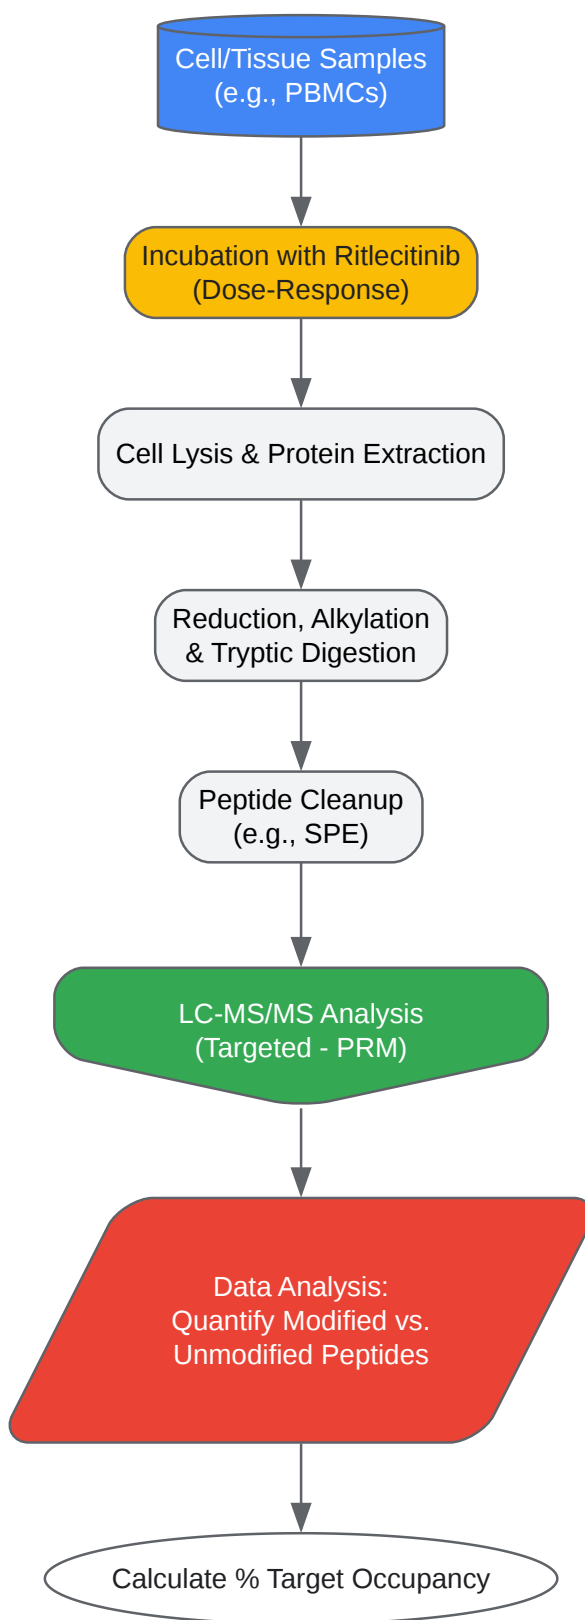 Cell/Tissue Samples
(e.g., PBMCs)
Incubation with Ritlecitinib
(Dose-Response)
Cell Lysis & Protein Extraction
Reduction, Alkylation
& Tryptic Digestion
Peptide Cleanup
(e.g., SPE)
LC-MS/MS Analysis
(Targeted - PRM)
Data Analysis:
Quantify Modified vs.
Unmodified Peptides
Calculate % Target Occupancy